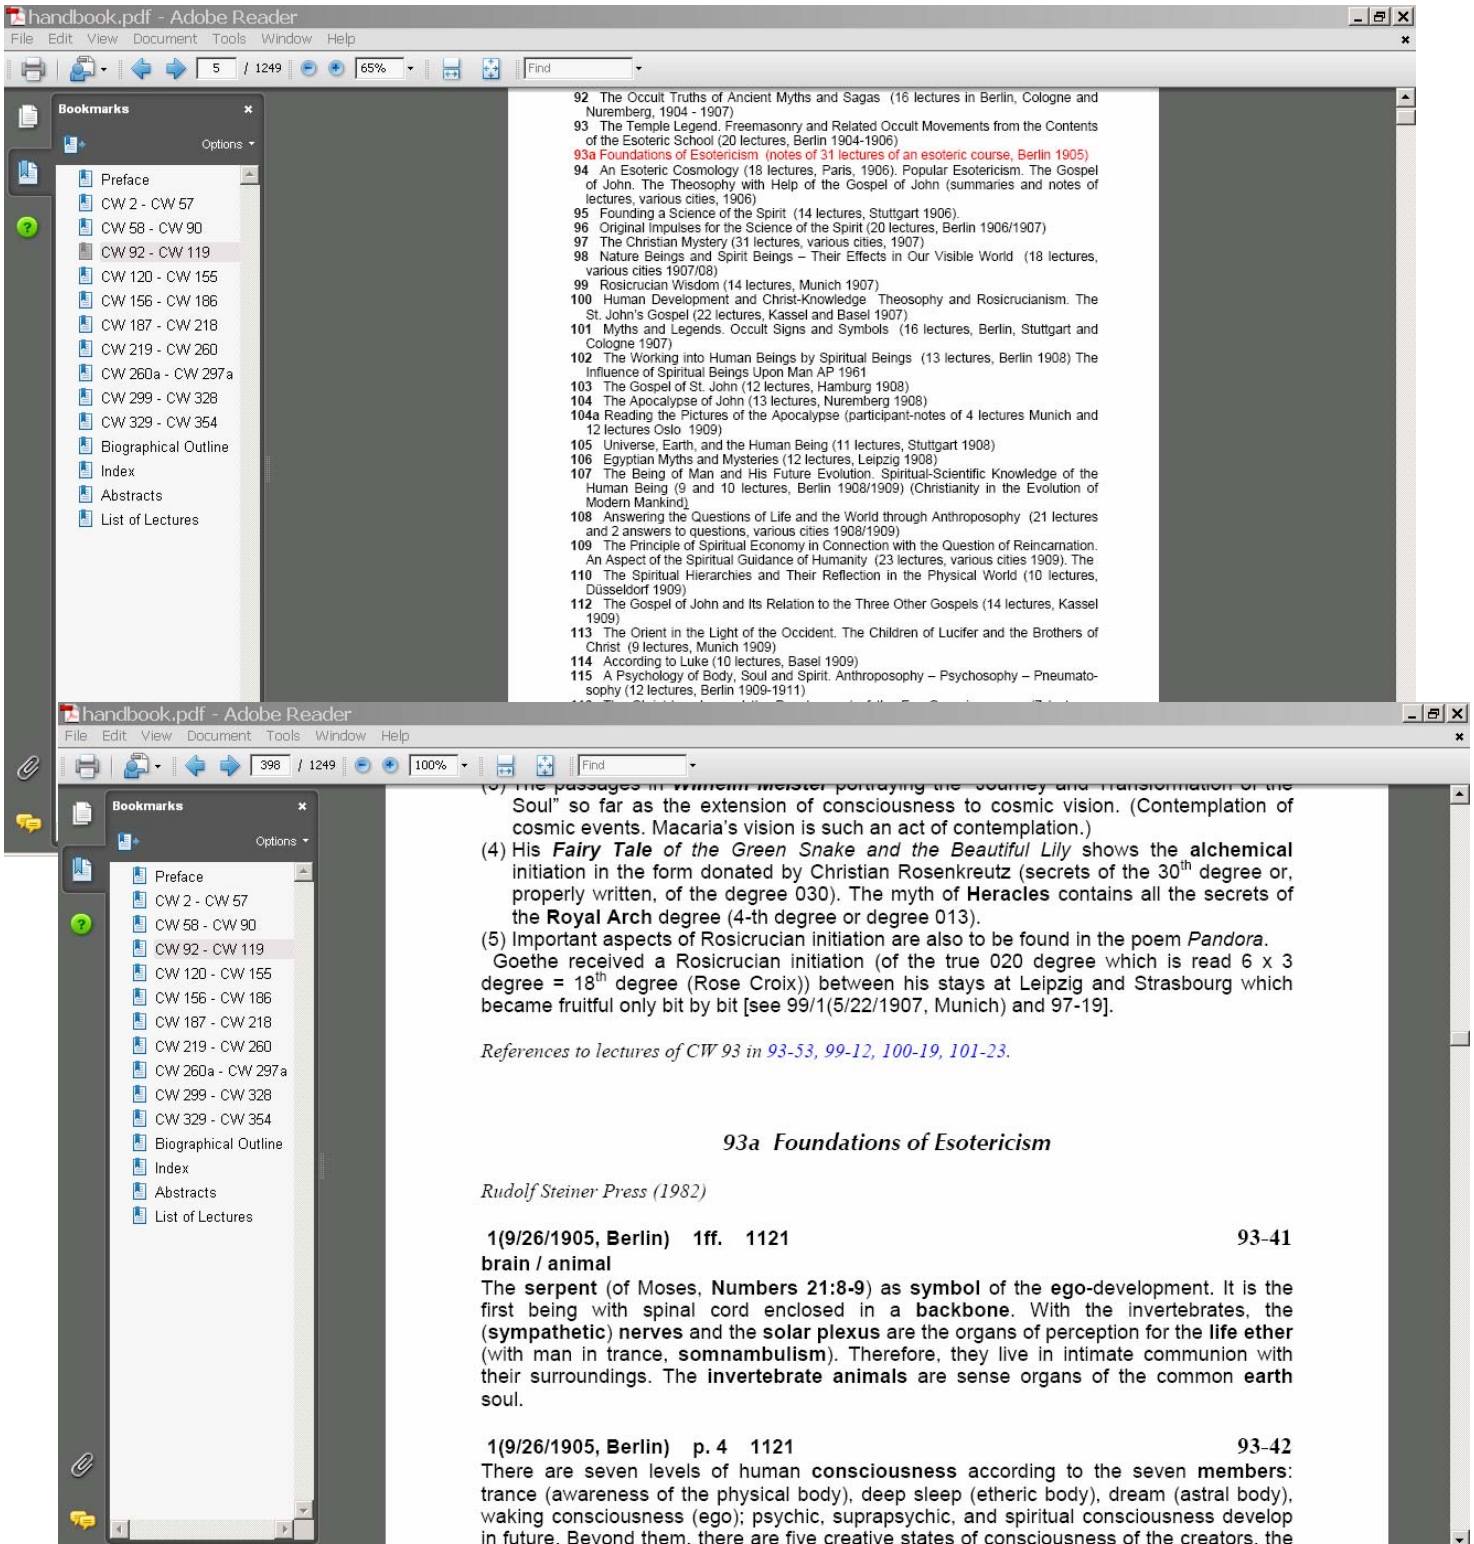 handbook.pdf - Adobe Reader
File Edit View Document Tools Window Help
5 / 1249 65% Find
Bookmarks
Options
Preface
CW 2 - CW 57
CW 58 - CW 90
CW 92 - CW 119
CW 120 - CW 155
CW 156 - CW 186
CW 187 - CW 218
CW 219 - CW 260
CW 260a - CW 297a
CW 299 - CW 328
CW 329 - CW 354
Biographical Outline
Index
Abstracts
List of Lectures
92 The Occult Truths of Ancient Myths and Sagas (16 lectures in Berlin, Cologne and
Nuremberg, 1904 - 1907)
93 The Temple Legend. Freemasonry and Related Occult Movements from the Contents
of the Esoteric School (20 lectures, Berlin 1904-1906)
93a Foundations of Esotericism (notes of 31 lectures of an esoteric course, Berlin 1905)
94 An Esoteric Cosmology (18 lectures, Paris, 1906). Popular Esotericism. The Gospel
of John. The Theosophy with Help of the Gospel of John (summaries and notes of
lectures, various cities, 1906)
95 Founding a Science of the Spirit (14 lectures, Stuttgart 1906).
96 Original Impulses for the Science of the Spirit (20 lectures, Berlin 1906/1907)
97 The Christian Mystery (31 lectures, various cities, 1907)
98 Nature Beings and Spirit Beings – Their Effects in Our Visible World (18 lectures,
various cities 1907/08)
99 Rosicrucian Wisdom (14 lectures, Munich 1907)
100 Human Development and Christ-Knowledge Theosophy and Rosicrucianism. The
St. John's Gospel (22 lectures, Kassel and Basel 1907)
101 Myths and Legends. Occult Signs and Symbols (16 lectures, Berlin, Stuttgart and
Cologne 1907)
102 The Working into Human Beings by Spiritual Beings (13 lectures, Berlin 1908) The
Influence of Spiritual Beings Upon Man AP 1961
103 The Gospel of St. John (12 lectures, Hamburg 1908)
104 The Apocalypse of John (13 lectures, Nuremberg 1908)
104a Reading the Pictures of the Apocalypse (participant-notes of 4 lectures Munich and
12 lectures Oslo 1909)
105 Universe, Earth, and the Human Being (11 lectures, Stuttgart 1908)
106 Egyptian Myths and Mysteries (12 lectures, Leipzig 1908)
107 The Being of Man and His Future Evolution. Spiritual-Scientific Knowledge of the
Human Being (9 and 10 lectures, Berlin 1908/1909) (Christianity in the Evolution of
Modern Mankind)
108 Answering the Questions of Life and the World through Anthroposophy (21 lectures
and 2 answers to questions, various cities 1908/1909)
109 The Principle of Spiritual Economy in Connection with the Question of Reincarnation.
An Aspect of the Spiritual Guidance of Humanity (23 lectures, various cities 1909). The
110 The Spiritual Hierarchies and Their Reflection in the Physical World (10 lectures,
Düsseldorf 1909)
112 The Gospel of John and Its Relation to the Three Other Gospels (14 lectures, Kassel
1909)
113 The Orient in the Light of the Occident. The Children of Lucifer and the Brothers of
Christ (9 lectures, Munich 1909)
114 According to Luke (10 lectures, Basel 1909)
115 A Psychology of Body, Soul and Spirit. Anthroposophy – Psychosophy – Pneumato-
sophy (12 lectures, Berlin 1909-1911)
handbook.pdf - Adobe Reader
File Edit View Document Tools Window Help
398 / 1249 100% Find
Bookmarks
Options
Preface
CW 2 - CW 57
CW 58 - CW 90
CW 92 - CW 119
CW 120 - CW 155
CW 156 - CW 186
CW 187 - CW 218
CW 219 - CW 260
CW 260a - CW 297a
CW 299 - CW 328
CW 329 - CW 354
Biographical Outline
Index
Abstracts
List of Lectures
(3) The passages in Wilhelm Meister portraying the "Journey and Transformation of the
Soul" so far as the extension of consciousness to cosmic vision. (Contemplation of
cosmic events. Macaria's vision is such an act of contemplation.)
(4) His Fairy Tale of the Green Snake and the Beautiful Lily shows the alchemical
initiation in the form donated by Christian Rosenkreutz (secrets of the 30th degree or,
properly written, of the degree 030). The myth of Heracles contains all the secrets of
the Royal Arch degree (4-th degree or degree 013).
(5) Important aspects of Rosicrucian initiation are also to be found in the poem Pandora.
Goethe received a Rosicrucian initiation (of the true 020 degree which is read 6 x 3
degree = 18th degree (Rose Croix)) between his stays at Leipzig and Strasbourg which
became fruitful only bit by bit [see 99/1(5/22/1907, Munich) and 97-19].
References to lectures of CW 93 in 93-53, 99-12, 100-19, 101-23.
93a Foundations of Esotericism
Rudolf Steiner Press (1982)
1(9/26/1905, Berlin) 1ff. 1121 93-41
brain / animal
The serpent (of Moses, Numbers 21:8-9) as symbol of the ego-development. It is the
first being with spinal cord enclosed in a backbone. With the invertebrates, the
(sympathetic) nerves and the solar plexus are the organs of perception for the life ether
(with man in trance, somnambulism). Therefore, they live in intimate communion with
their surroundings. The invertebrate animals are sense organs of the common earth
soul.
1(9/26/1905, Berlin) p. 4 1121 93-42
There are seven levels of human consciousness according to the seven members:
trance (awareness of the physical body), deep sleep (etheric body), dream (astral body),
waking consciousness (ego); psychic, suprapsychic, and spiritual consciousness develop
in future. Beyond them, there are five creative states of consciousness of the creators, the